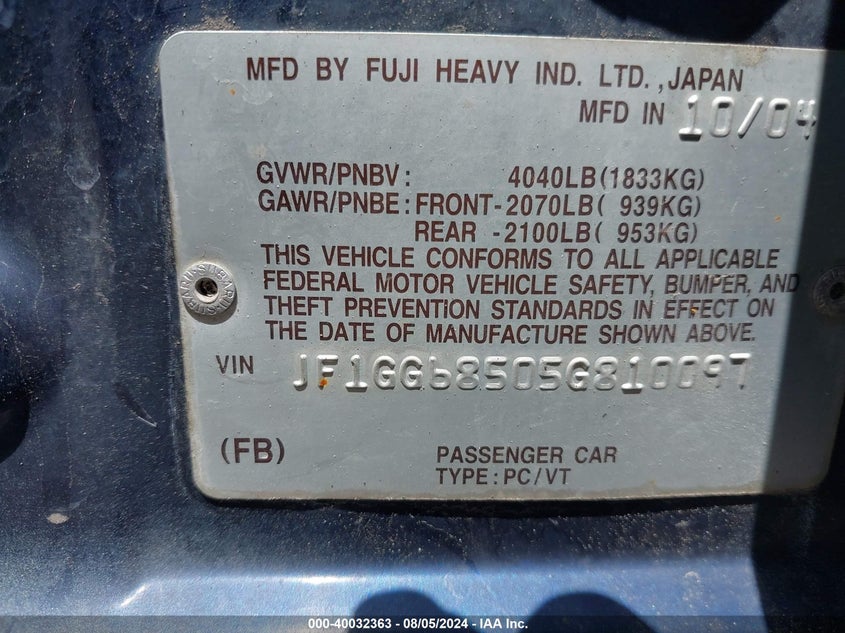 MFD BY FUJI HEAVY IND. LTD.,JAPAN
MFD IN 10/04
GVWR/PNBV: 4040LB(1833KG)
GAWR/PNBE: FRONT-2070LB( 939KG)
REAR -2100LB( 953KG)
THIS VEHICLE CONFORMS TO ALL APPLICABLE
FEDERAL MOTOR VEHICLE SAFETY, BUMPER, AND
THEFT PREVENTION STANDARDS IN EFFECT ON
THE DATE OF MANUFACTURE SHOWN ABOVE.
VIN JF1GG68505G810097
(FB) PASSENGER CAR
TYPE:PC/VT
000-40032363 - 08/05/2024 - IAA Inc.